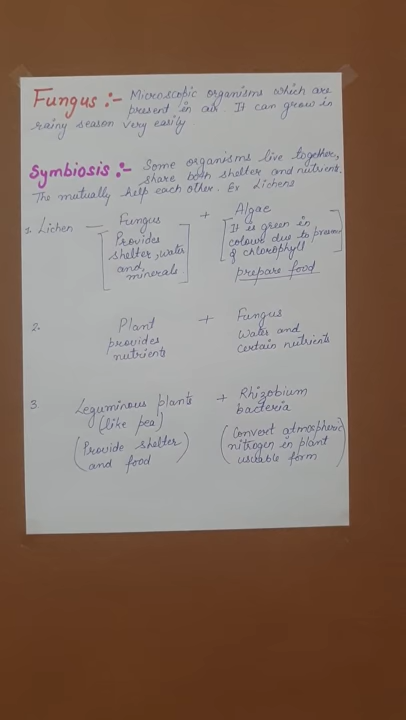 Fungus :- Microscopic organisms which are
present in air. It can grow in
rainy season very easily
Symbiosis :- Some organisms live together,
share both shelter and nutrient.
The mutually help each other. Ex Lichens
1. Lichen — Fungus + Algae
[Provides [It is green in
shelter, water colour due to presence
and of chlorophyll]
minerals] prepare food
2. Plant + Fungus
provides Water and
nutrients certain nutrients
3. Leguminous plants + Rhizobium
(like pea) bacteria
(Provide shelter (Convert atmospheric
and food) nitrogen in plant
usuable form)